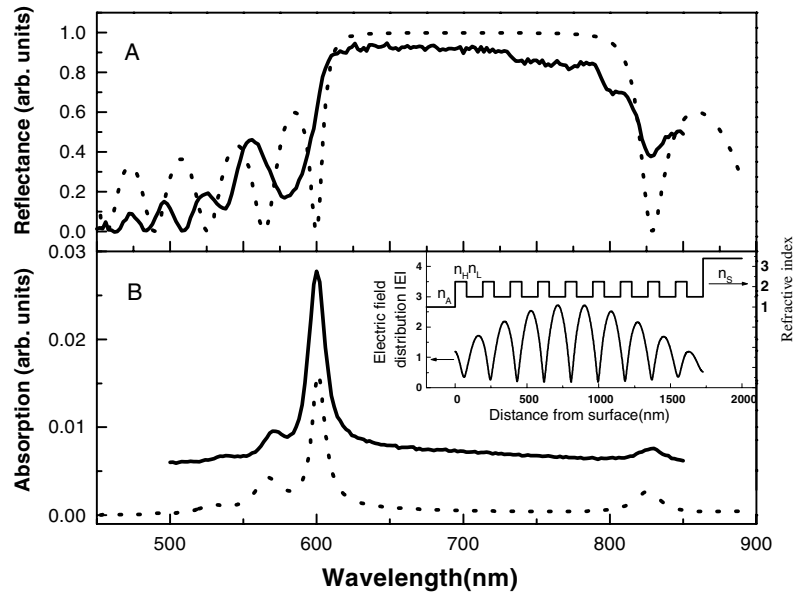 A
Reflectance (arb. units)
1.0
0.8
0.6
0.4
0.2
0.0
B
Absorption (arb. units)
0.03
0.02
0.01
0.00
500 600 700 800 900
Wavelength(nm)
Electric field
distribution |E|
4
3
2
1
0
n_A
n_H n_L
n_S
3
2
1
Refractive index
0 500 1000 1500 2000
Distance from surface(nm)